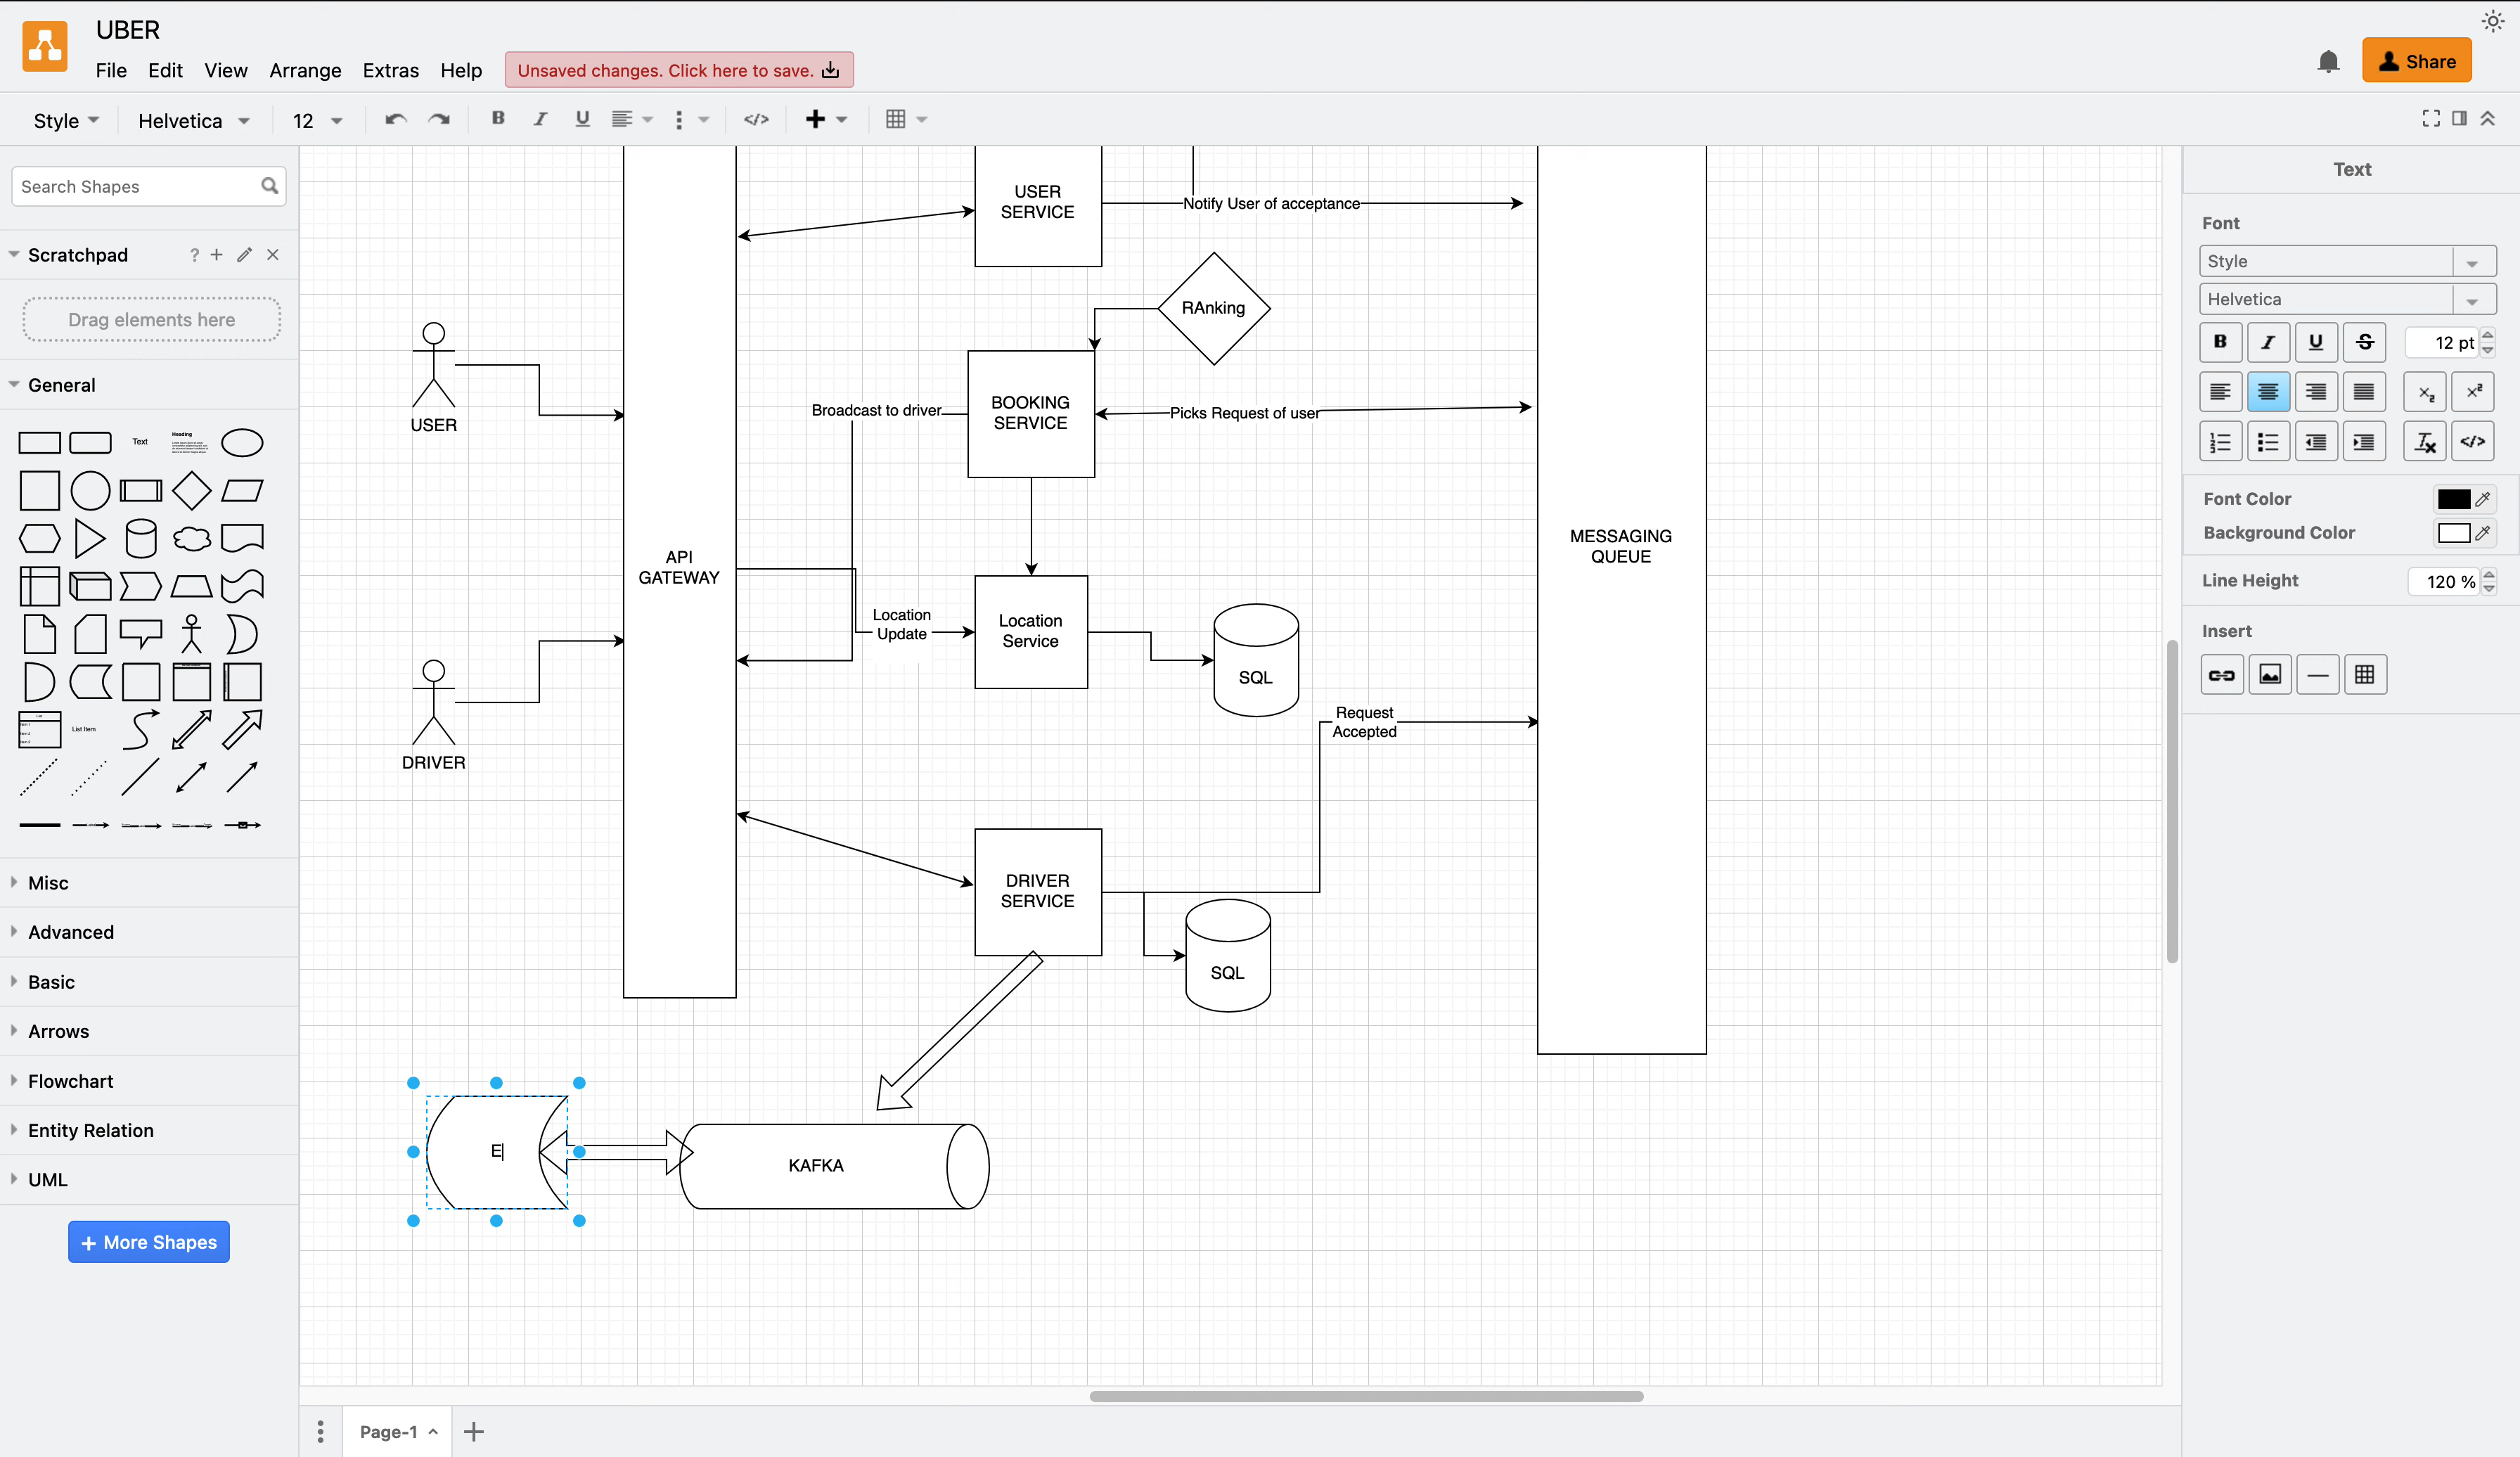 UBER
File Edit View Arrange Extras Help Unsaved changes. Click here to save.
Share
Style Helvetica 12 B I U </>
Search Shapes
Scratchpad ? + ×
Drag elements here
General
Text
Heading
List Item
Misc
Advanced
Basic
Arrows
Flowchart
Entity Relation
UML
+ More Shapes
USER
SERVICE
Notify User of acceptance
RAnking
USER
Broadcast to driver
BOOKING
SERVICE
Picks Request of user
API
GATEWAY
MESSAGING
QUEUE
Location
Update
Location
Service
SQL
DRIVER
Request
Accepted
DRIVER
SERVICE
SQL
E
KAFKA
Page-1
Text
Font
Style
Helvetica
B I U S 12 pt
Font Color
Background Color
Line Height 120 %
Insert